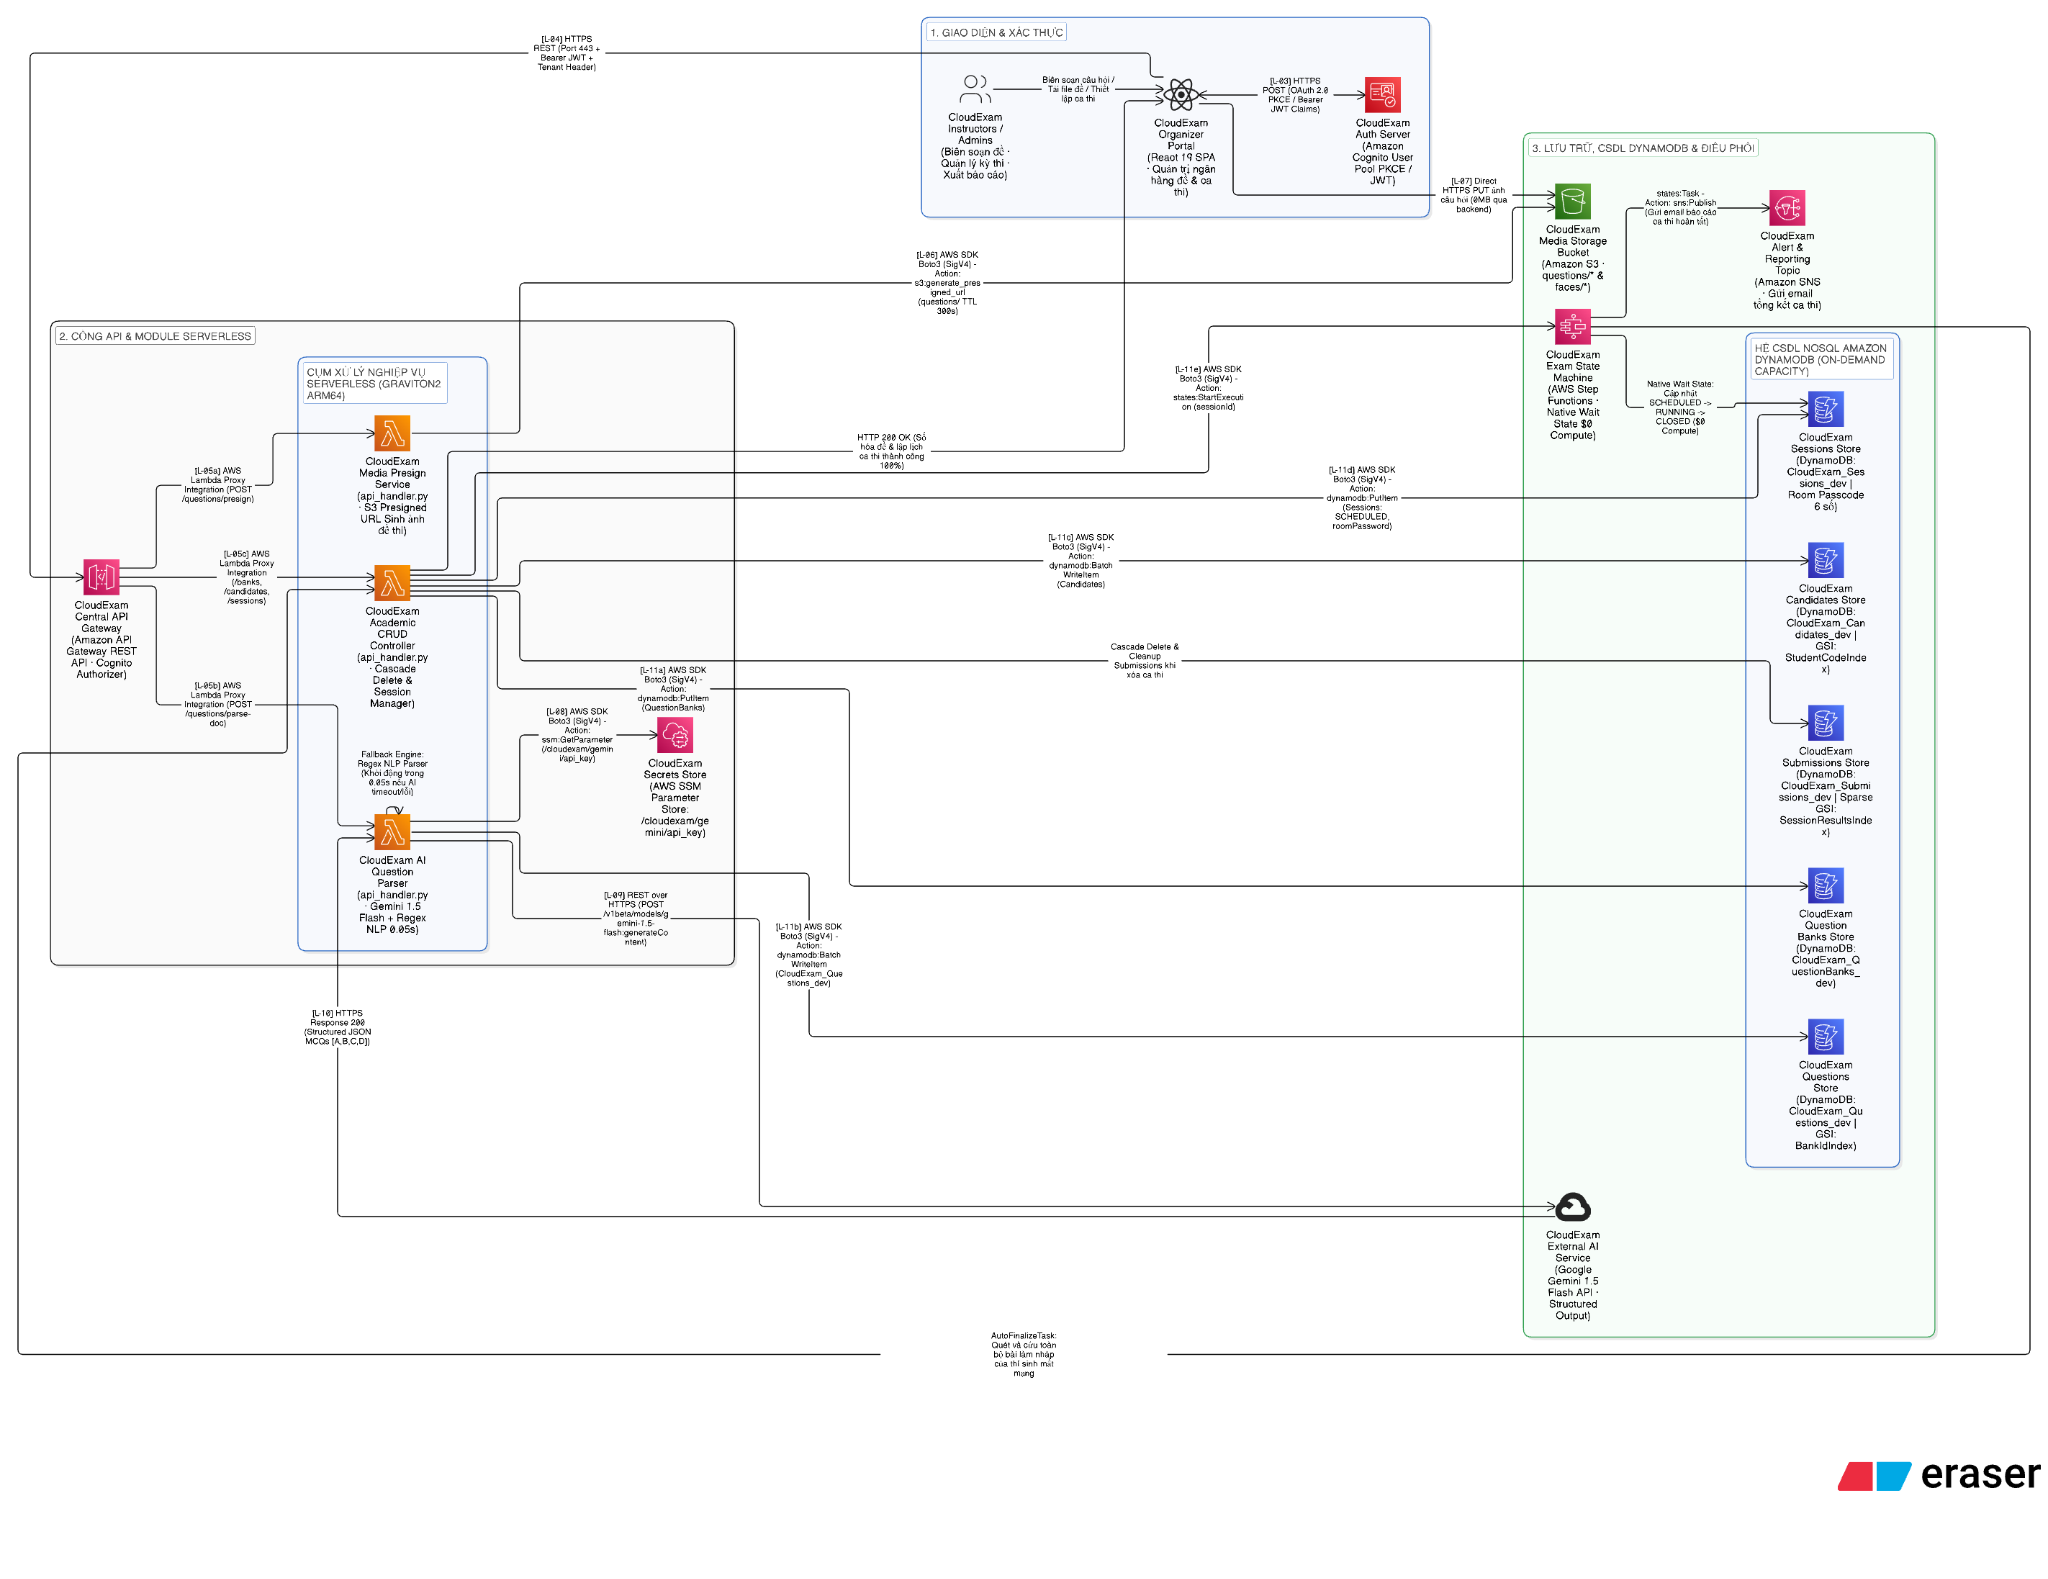 1. GIAO DIỆN & XÁC THỰC
[L-04] HTTPS
REST (Port 443 +
Bearer JWT +
Tenant Header)
Biên soạn câu hỏi /
Tải file đề / Thiết
lập ca thi
[L-03] HTTPS
POST (OAuth 2.0
PKCE / Bearer
JWT Claims)
CloudExam
Instructors /
Admins
(Biên soạn đề ·
Quản lý kỳ thi ·
Xuất báo cáo)
CloudExam
Organizer
Portal
(React 19 SPA
· Quản trị ngân
hàng đề & ca
thi)
CloudExam
Auth Server
(Amazon
Cognito User
Pool PKCE /
JWT)
3. LƯU TRỮ, CSDL DYNAMODB & ĐIỀU PHỐI
[L-07] Direct
HTTPS PUT ảnh
câu hỏi (0MB qua
backend)
states:Task -
Action: sns:Publish
(Gửi email báo cáo
ca thi hoàn tất)
CloudExam
Media Storage
Bucket
(Amazon S3 ·
questions/* &
faces/*)
CloudExam
Alert &
Reporting
Topic
(Amazon SNS
· Gửi email
tổng kết ca thi)
[L-06] AWS SDK
Boto3 (SigV4) -
Action:
s3:generate_pres
igned_url
(questions/ TTL
300s)
2. CỔNG API & MODULE SERVERLESS
CỤM XỬ LÝ NGHIỆP VỤ
SERVERLESS (GRAVITON2
ARM64)
HỆ CSDL NOSQL AMAZON
DYNAMODB (ON-DEMAND
CAPACITY)
CloudExam
Exam State
Machine
(AWS Step
Functions ·
Native Wait
State $0
Compute)
[L-11e] AWS SDK
Boto3 (SigV4) -
Action:
states:StartExecuti
on (sessionId)
Native Wait State:
Cập nhật
SCHEDULED ->
RUNNING ->
CLOSED ($0
Compute)
CloudExam
Sessions Store
(DynamoDB:
CloudExam_Ses
sions_dev |
Room Passcode
6 số)
HTTP 200 OK (Số
hóa đề & lập lịch
ca thi thành công
100%)
CloudExam
Media Presign
Service
(api_handler.py
· S3 Presigned
URL Sinh ảnh
đề thi)
[L-05a] AWS
Lambda Proxy
Integration (POST
/questions/presign)
[L-11d] AWS SDK
Boto3 (SigV4) -
Action:
dynamodb:PutItem
(Sessions:
SCHEDULED,
roomPassword)
[L-11c] AWS SDK
Boto3 (SigV4) -
Action:
dynamodb:Batch
WriteItem
(Candidates)
[L-05c] AWS
Lambda Proxy
Integration
(/banks,
/candidates,
/sessions)
CloudExam
Central API
Gateway
(Amazon API
Gateway REST
API · Cognito
Authorizer)
CloudExam
Academic
CRUD
Controller
(api_handler.py
· Cascade
Delete &
Session
Manager)
CloudExam
Candidates Store
(DynamoDB:
CloudExam_Can
didates_dev |
GSI:
StudentCodeInde
x)
Cascade Delete &
Cleanup
Submissions khi
xóa ca thi
[L-11a] AWS SDK
Boto3 (SigV4) -
Action:
dynamodb:PutItem
(QuestionBanks)
[L-05b] AWS
Lambda Proxy
Integration (POST
/questions/parse-
doc)
[L-08] AWS SDK
Boto3 (SigV4) -
Action:
ssm:GetParameter
(/cloudexam/gemin
i/api_key)
CloudExam
Secrets Store
(AWS SSM
Parameter
Store:
/cloudexam/ge
mini/api_key)
Fallback Engine:
Regex NLP Parser
(Khởi động trong
0.05s nếu AI
timeout/lỗi)
CloudExam
Submissions Store
(DynamoDB:
CloudExam_Submi
ssions_dev | Sparse
GSI:
SessionResultsInde
x)
CloudExam AI
Question
Parser
(api_handler.py
· Gemini 1.5
Flash + Regex
NLP 0.05s)
[L-09] REST over
HTTPS (POST
/v1beta/models/g
emini-1.5-
flash:generateCo
ntent)
[L-11b] AWS SDK
Boto3 (SigV4) -
Action:
dynamodb:Batch
WriteItem
(CloudExam_Que
stions_dev)
CloudExam
Question
Banks Store
(DynamoDB:
CloudExam_Q
uestionBanks_
dev)
[L-10] HTTPS
Response 200
(Structured JSON
MCQs [A,B,C,D])
CloudExam
Questions
Store
(DynamoDB:
CloudExam_Qu
estions_dev |
GSI:
BankIdIndex)
CloudExam
External AI
Service
(Google
Gemini 1.5
Flash API ·
Structured
Output)
AutoFinalizeTask:
Quét và cứu toàn
bộ bài làm nháp
của thí sinh mất
mạng
eraser